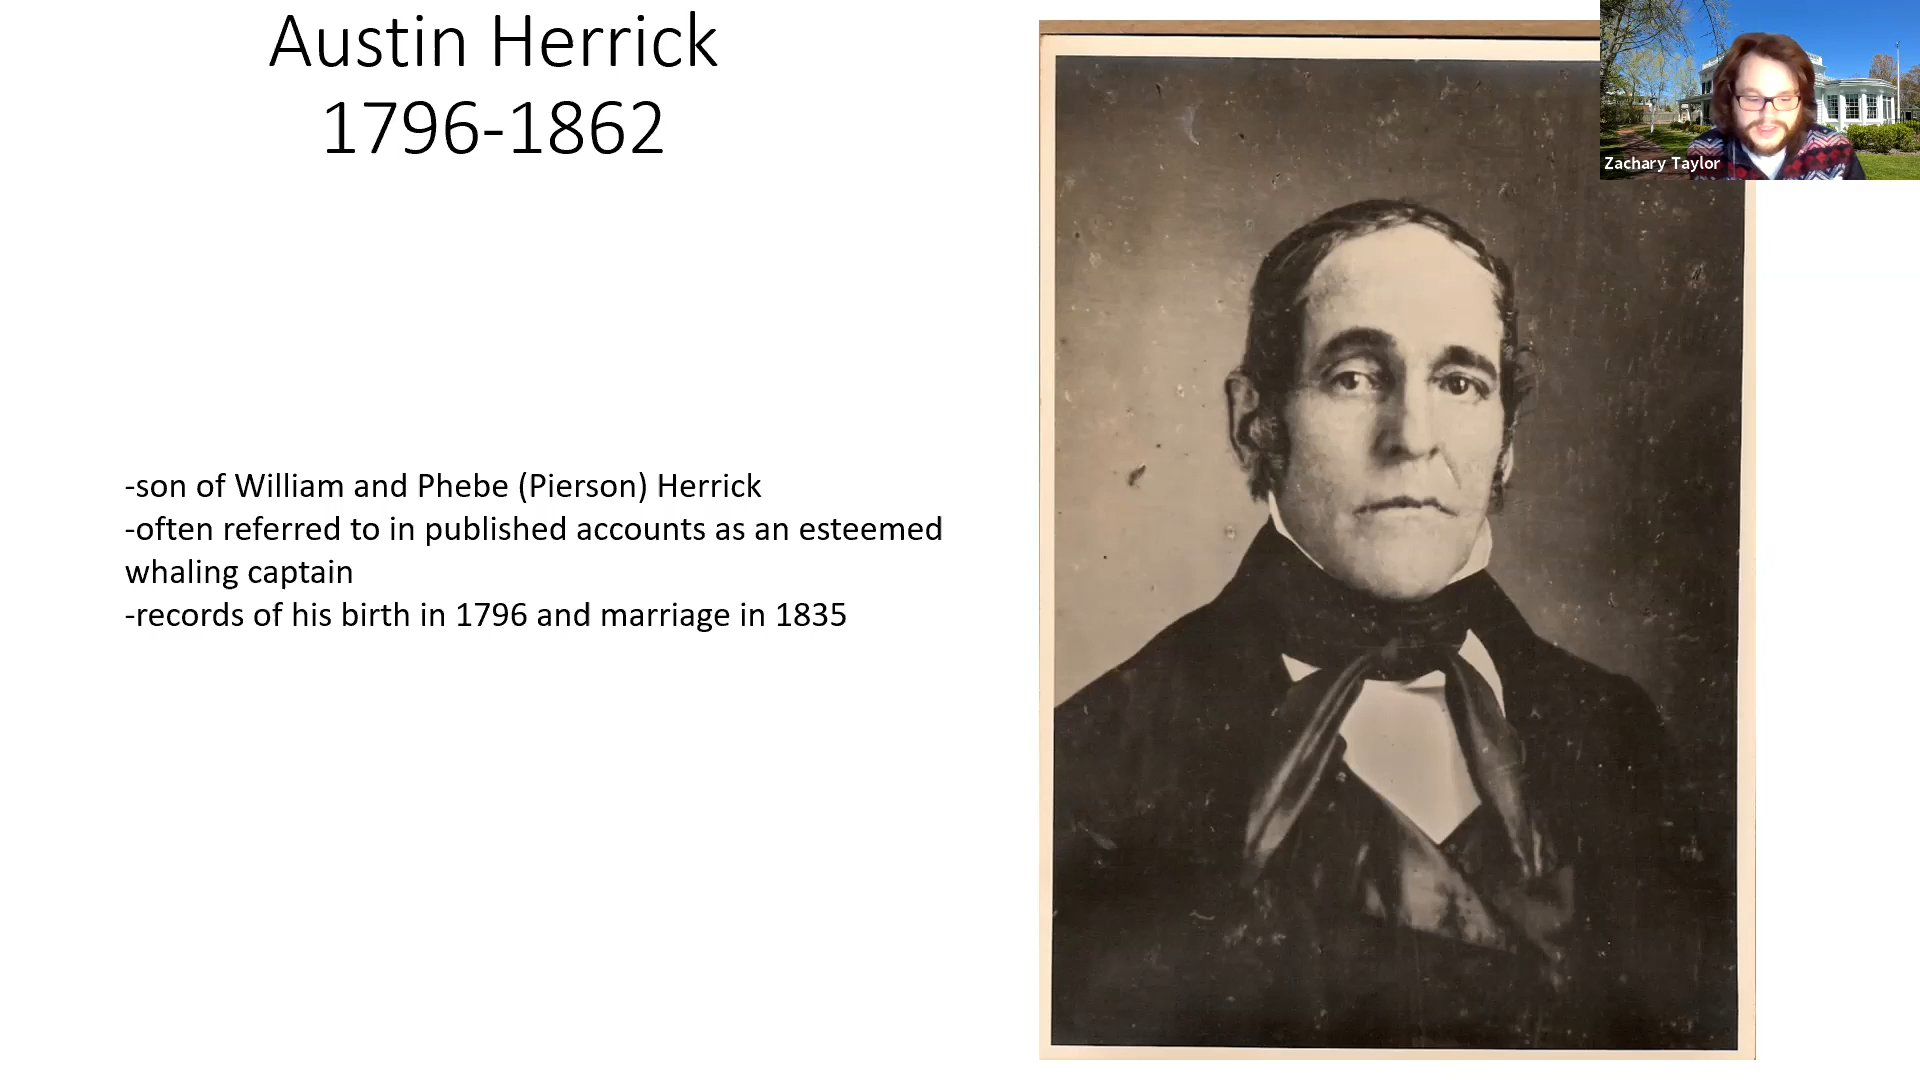 Austin Herrick
1796-1862
Zachary Taylor
-son of William and Phebe (Pierson) Herrick
-often referred to in published accounts as an esteemed
whaling captain
-records of his birth in 1796 and marriage in 1835